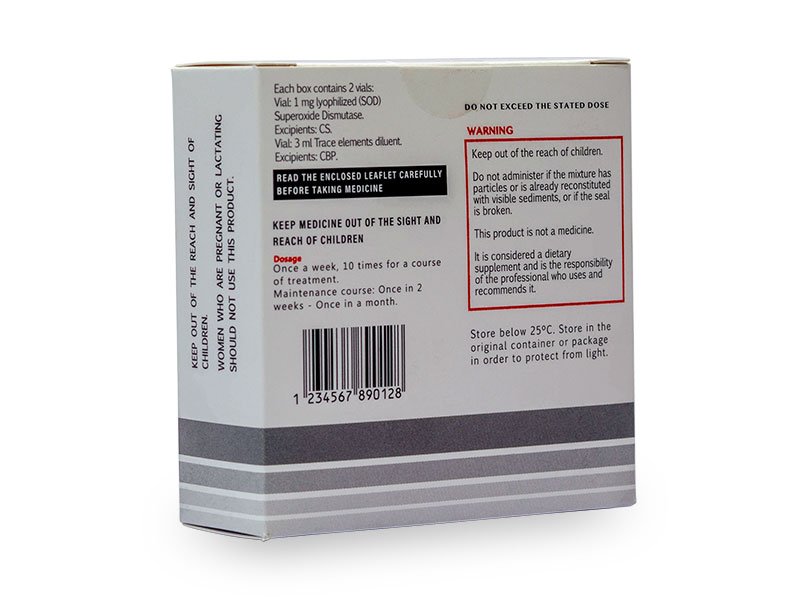 KEEP OUT OF THE REACH AND SIGHT OF
CHILDREN.
WOMEN WHO ARE PREGNANT OR LACTATING
SHOULD NOT USE THIS PRODUCT.
Each box contains 2 vials:
Vial: 1 mg lyophilized (SOD)
Superoxide Dismutase.
Excipients: CS.
Vial: 3 ml Trace elements diluent.
Excipients: CBP.
READ THE ENCLOSED LEAFLET CAREFULLY
BEFORE TAKING MEDICINE
KEEP MEDICINE OUT OF THE SIGHT AND
REACH OF CHILDREN
Dosage
Once a week, 10 times for a course
of treatment.
Maintenance course: Once in 2
weeks - Once in a month.
1 234567 890128
DO NOT EXCEED THE STATED DOSE
WARNING
Keep out of the reach of children.
Do not administer if the mixture has
particles or is already reconstituted
with visible sediments, or if the seal
is broken.
This product is not a medicine.
It is considered a dietary
supplement and is the responsibility
of the professional who uses and
recommends it.
Store below 25ºC. Store in the
original container or package
in order to protect from light.